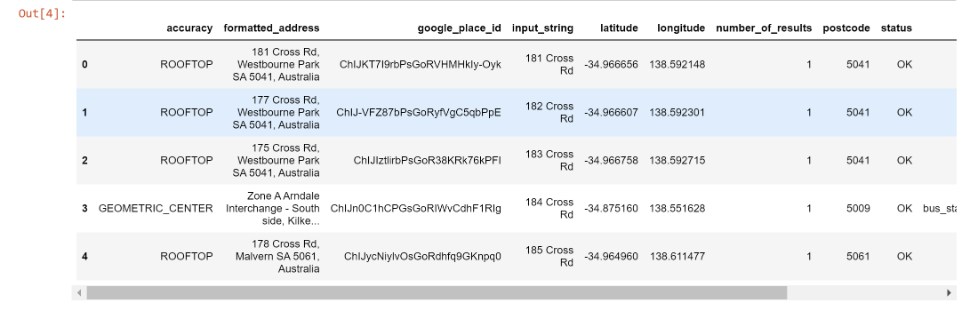 Out[4]:
accuracy formatted_address google_place_id input_string latitude longitude number_of_results postcode status
181 Cross Rd,
0 ROOFTOP Westbourne Park ChIJKT7I9rbPsGoRVHMHkly-Oyk 181 Cross Rd -34.966656 138.592148 1 5041 OK
SA 5041, Australia
177 Cross Rd,
1 ROOFTOP Westbourne Park ChIJ-VFZ87bPsGoRyfVgC5qbPpE 182 Cross Rd -34.966607 138.592301 1 5041 OK
SA 5041, Australia
175 Cross Rd,
2 ROOFTOP Westbourne Park ChIJIztlirbPsGoR38KRk76kPFI 183 Cross Rd -34.966758 138.592715 1 5041 OK
SA 5041, Australia
Zone A Arndale
3 GEOMETRIC_CENTER Interchange - South ChIJn0C1hCPGsGoRIWvCdhF1RIg 184 Cross Rd -34.875160 138.551628 1 5009 OK bus_sta
side, Kilke...
178 Cross Rd,
4 ROOFTOP Malvern SA 5061, ChIJycNiyIvOsGoRdhfq9GKnpq0 185 Cross Rd -34.964960 138.611477 1 5061 OK
Australia